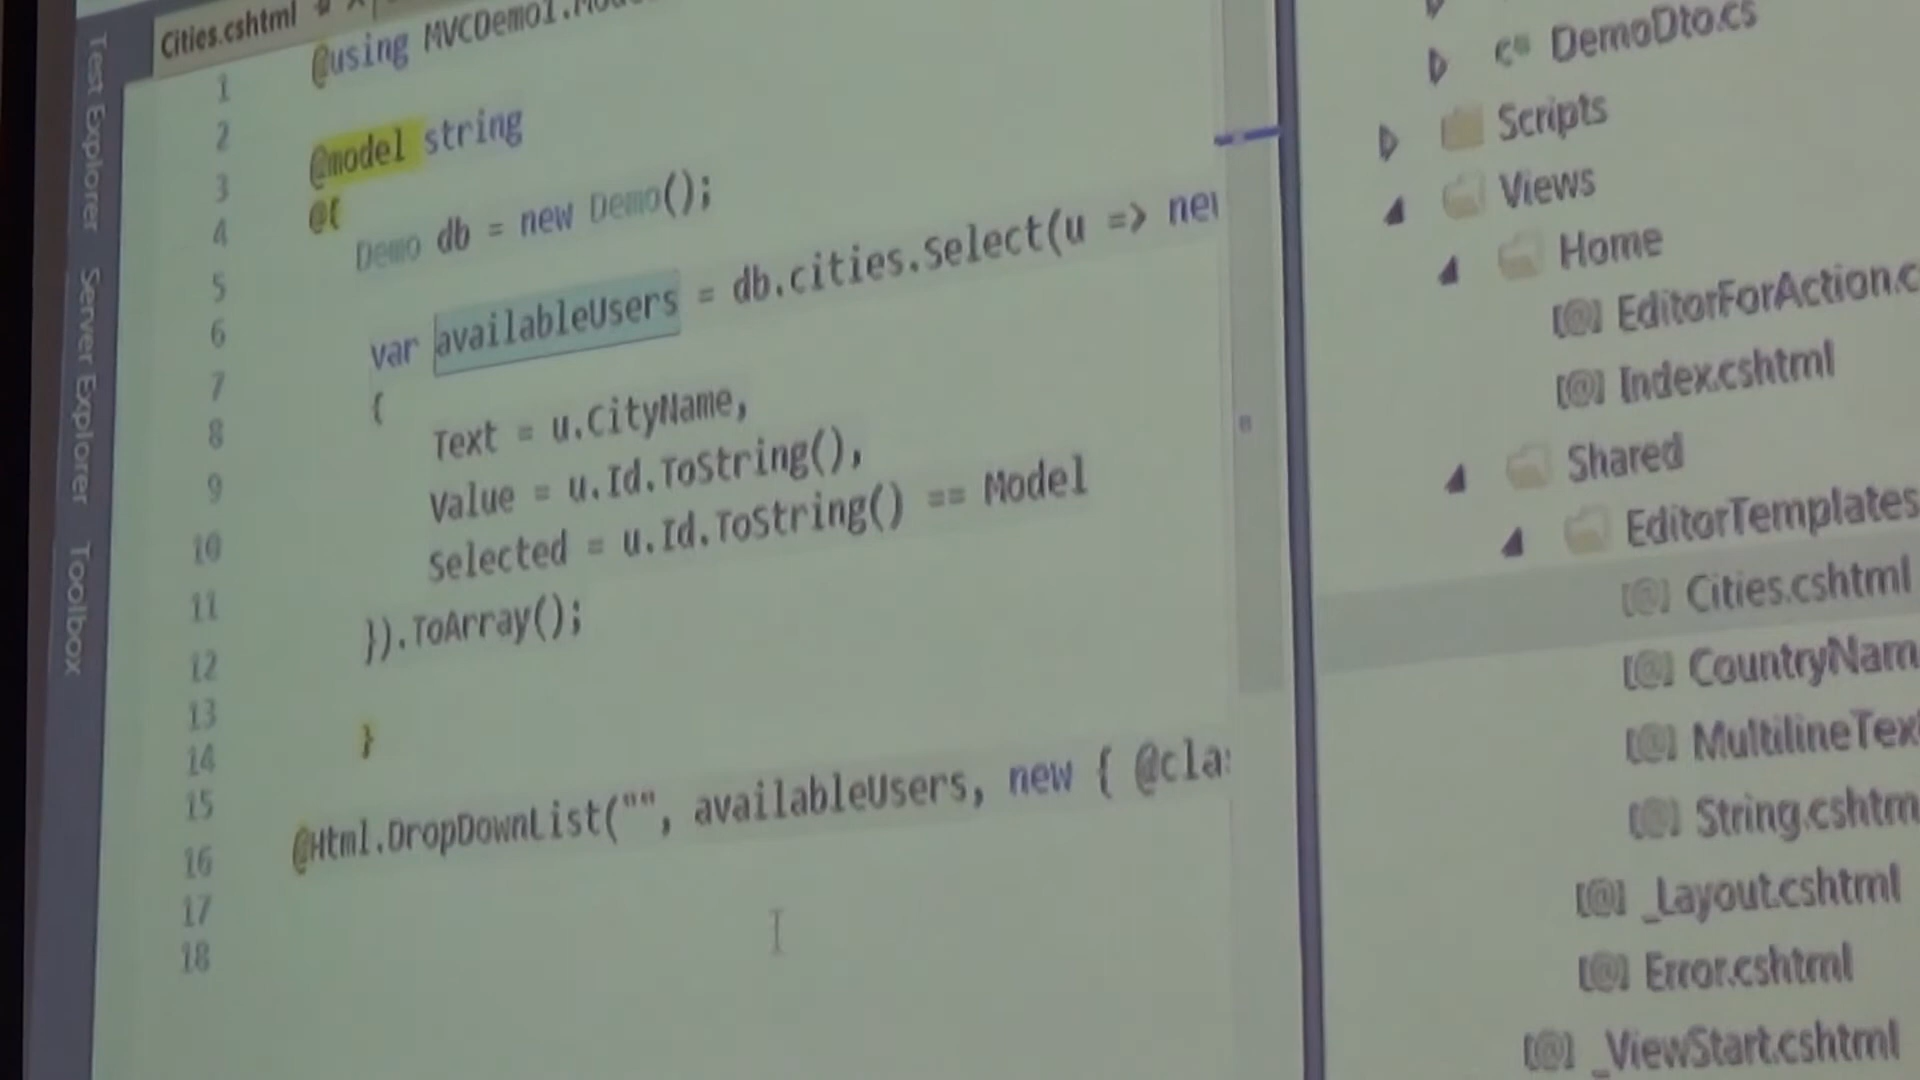 Cities.cshtml
Test Explorer
Server Explorer
Toolbox
1 @using MVCDemo1.
2
3 @model string
4 @{
5 Demo db = new Demo();
6
7 var availableUsers = db.cities.Select(u => new
8 {
9 Text = u.CityName,
10 Value = u.Id.ToString(),
11 Selected = u.Id.ToString() == Model
12 }).ToArray();
13
14 }
15
16 @Html.DropDownList("", availableUsers, new { @cla
17
18
DemoDto.cs
Scripts
Views
Home
EditorForAction.c
Index.cshtml
Shared
EditorTemplates
Cities.cshtml
CountryNam
MultilineTex
String.cshtm
_Layout.cshtml
Error.cshtml
_ViewStart.cshtml